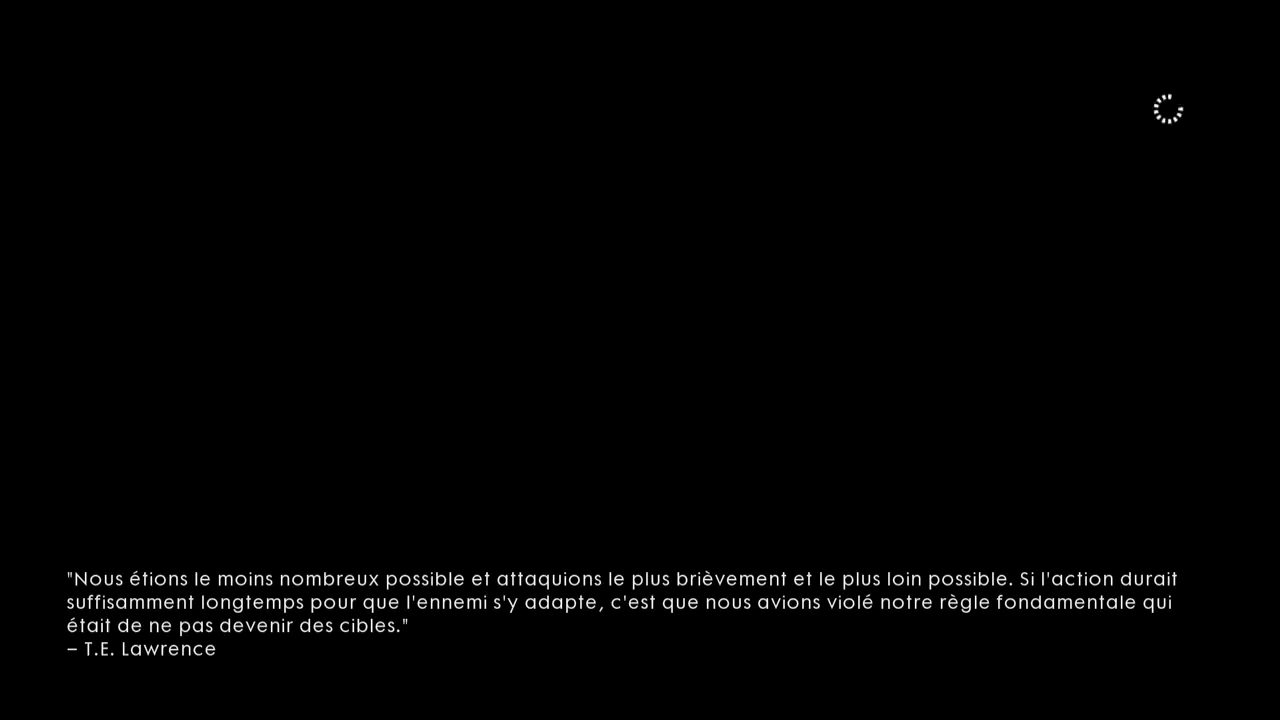 "Nous étions le moins nombreux possible et attaquions le plus brièvement et le plus loin possible. Si l'action durait
suffisamment longtemps pour que l'ennemi s'y adapte, c'est que nous avions violé notre règle fondamentale qui
était de ne pas devenir des cibles."
– T.E. Lawrence